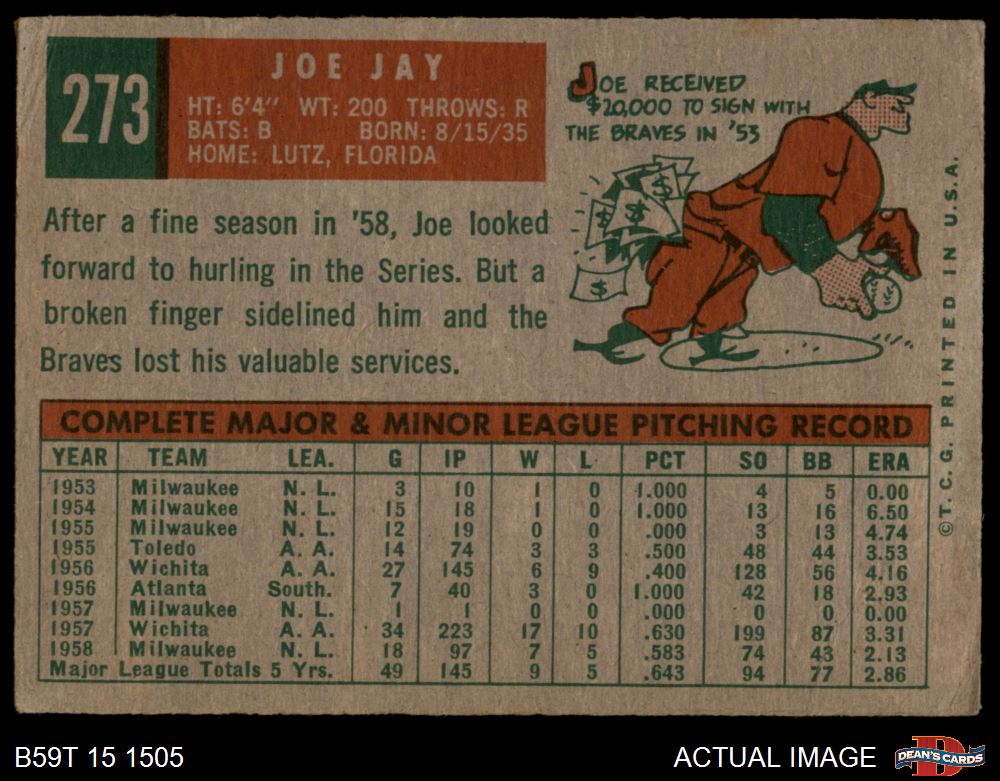 273
JOE JAY
HT: 6'4" WT: 200 THROWS: R
BATS: B BORN: 8/15/35
HOME: LUTZ, FLORIDA
JOE RECEIVED
$20,000 TO SIGN WITH
THE BRAVES IN '53
$
$
$
$
After a fine season in '58, Joe looked
forward to hurling in the Series. But a
broken finger sidelined him and the
Braves lost his valuable services.
©T. C. G. PRINTED IN U.S.A.
COMPLETE MAJOR & MINOR LEAGUE PITCHING RECORD
YEAR TEAM LEA. G IP W L PCT SO BB ERA
1953 Milwaukee N. L. 3 10 1 0 1.000 4 5 0.00
1954 Milwaukee N. L. 15 18 1 0 1.000 13 16 6.50
1955 Milwaukee N. L. 12 19 0 0 .000 3 13 4.74
1955 Toledo A. A. 14 74 3 3 .500 48 44 3.53
1956 Wichita A. A. 27 145 6 9 .400 128 56 4.16
1956 Atlanta South. 7 40 3 0 1.000 42 18 2.93
1957 Milwaukee N. L. 1 1 0 0 .000 0 0 0.00
1957 Wichita A. A. 34 223 17 10 .630 199 87 3.31
1958 Milwaukee N. L. 18 97 7 5 .583 74 43 2.13
Major League Totals 5 Yrs. 49 145 9 5 .643 94 77 2.86
B59T 15 1505
ACTUAL IMAGE
D
DEAN'S CARDS